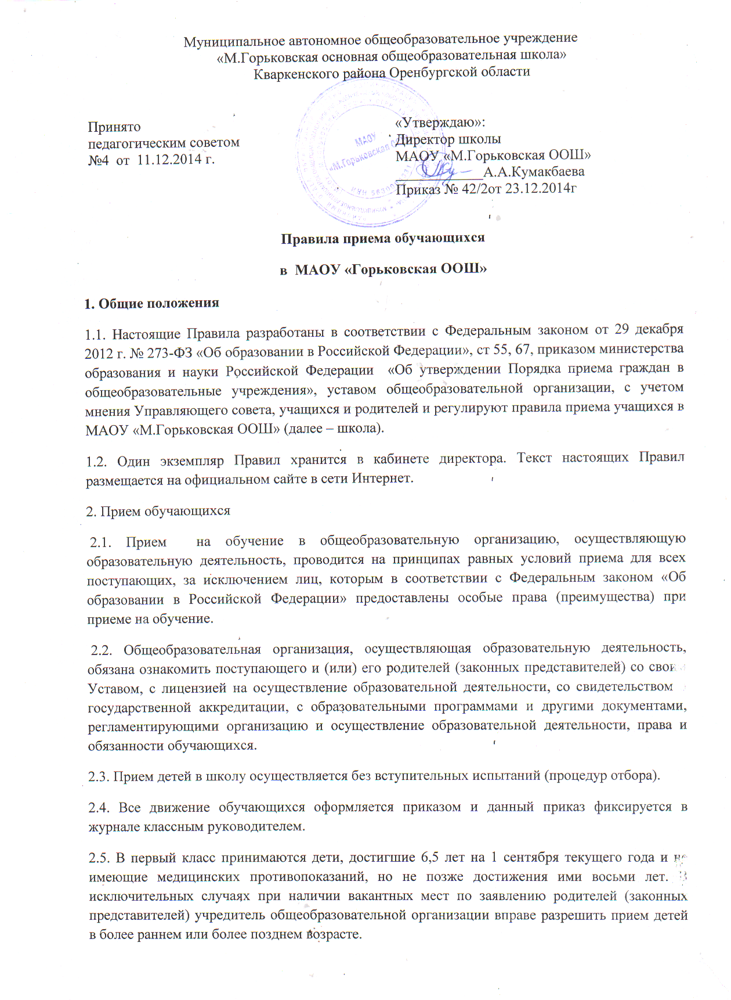 Муниципальное автономное общеобразовательное учреждение
«М.Горьковская основная общеобразовательная школа»
Кваркенского района Оренбургской области
Принято
педагогическим советом
№4 от 11.12.2014 г.
«Утверждаю»:
Директор школы
МАОУ «М.Горьковская ООШ»
____________А.А.Кумакбаева
Приказ № 42/2от 23.12.2014г
МАОУ
«М.Горьковская ООШ»
Правила приема обучающихся
в МАОУ «Горьковская ООШ»
1. Общие положения
1.1. Настоящие Правила разработаны в соответствии с Федеральным законом от 29 декабря
2012 г. № 273-ФЗ «Об образовании в Российской Федерации», ст 55, 67, приказом министерства
образования и науки Российской Федерации «Об утверждении Порядка приема граждан в
общеобразовательные учреждения», уставом общеобразовательной организации, с учетом
мнения Управляющего совета, учащихся и родителей и регулируют правила приема учащихся в
МАОУ «М.Горьковская ООШ» (далее – школа).
1.2. Один экземпляр Правил хранится в кабинете директора. Текст настоящих Правил
размещается на официальном сайте в сети Интернет.
2. Прием обучающихся
2.1. Прием на обучение в общеобразовательную организацию, осуществляющую
образовательную деятельность, проводится на принципах равных условий приема для всех
поступающих, за исключением лиц, которым в соответствии с Федеральным законом «Об
образовании в Российской Федерации» предоставлены особые права (преимущества) при
приеме на обучение.
2.2. Общеобразовательная организация, осуществляющая образовательную деятельность,
обязана ознакомить поступающего и (или) его родителей (законных представителей) со
Уставом, с лицензией на осуществление образовательной деятельности, со свидетельством
государственной аккредитации, с образовательными программами и другими документами,
регламентирующими организацию и осуществление образовательной деятельности, права и
обязанности обучающихся.
2.3. Прием детей в школу осуществляется без вступительных испытаний (процедур отбора).
2.4. Все движение обучающихся оформляется приказом и данный приказ фиксируется в
журнале классным руководителем.
2.5. В первый класс принимаются дети, достигшие 6,5 лет на 1 сентября текущего года и не
имеющие медицинских противопоказаний, но не позже достижения ими восьми лет. В
исключительных случаях при наличии вакантных мест по заявлению родителей (законных
представителей) учредитель общеобразовательной организации вправе разрешить прием детей
в более раннем или более позднем возрасте.